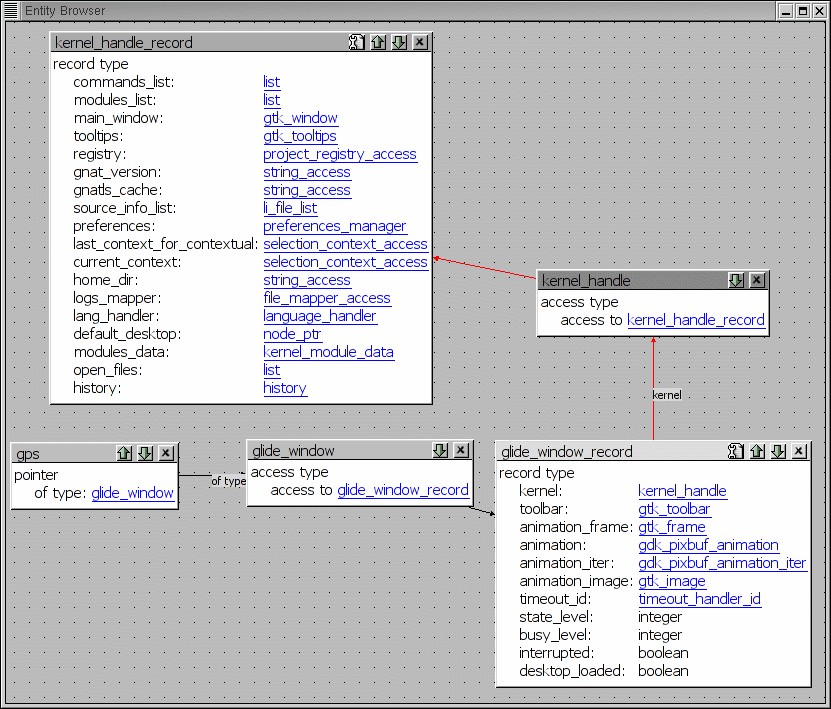 Entity Browser
kernel_handle_record
record type
commands_list: list
modules_list: list
main_window: gtk_window
tooltips: gtk_tooltips
registry: project_registry_access
gnat_version: string_access
gnatls_cache: string_access
source_info_list: li_file_list
preferences: preferences_manager
last_context_for_contextual: selection_context_access
current_context: selection_context_access
home_dir: string_access
logs_mapper: file_mapper_access
lang_handler: language_handler
default_desktop: node_ptr
modules_data: kernel_module_data
open_files: list
history: history
kernel_handle
access type
access to kernel_handle_record
kernel
gps
pointer
of type: glide_window
of type
glide_window
access type
access to glide_window_record
glide_window_record
record type
kernel: kernel_handle
toolbar: gtk_toolbar
animation_frame: gtk_frame
animation: gdk_pixbuf_animation
animation_iter: gdk_pixbuf_animation_iter
animation_image: gtk_image
timeout_id: timeout_handler_id
state_level: integer
busy_level: integer
interrupted: boolean
desktop_loaded: boolean